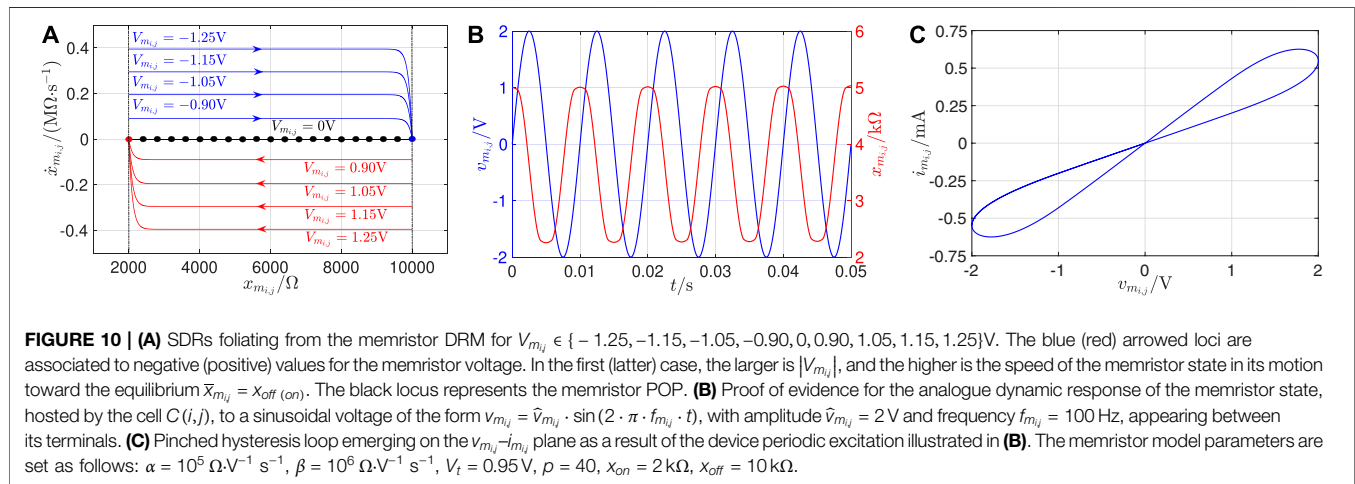 A
ẋ_{m_{i,j}}/(MΩ·s⁻¹)
0.4
0.2
0
-0.2
-0.4
V_{m_{i,j}} = −1.25V
V_{m_{i,j}} = −1.15V
V_{m_{i,j}} = −1.05V
V_{m_{i,j}} = −0.90V
V_{m_{i,j}} = 0V
V_{m_{i,j}} = 0.90V
V_{m_{i,j}} = 1.05V
V_{m_{i,j}} = 1.15V
V_{m_{i,j}} = 1.25V
2000 4000 6000 8000 10000
x_{m_{i,j}}/Ω
B
v_{m_{i,j}}/V
2
1
0
-1
-2
6
5
4
3
2
x_{m_{i,j}}/kΩ
0 0.01 0.02 0.03 0.04 0.05
t/s
C
i_{m_{i,j}}/mA
0.75
0.5
0.25
0
-0.25
-0.5
-0.75
-2 -1 0 1 2
v_{m_{i,j}}/V
FIGURE 10 | (A) SDRs foliating from the memristor DRM for V_{m_{i,j}} ∈ { − 1.25, −1.15, −1.05, −0.90, 0, 0.90, 1.05, 1.15, 1.25}V. The blue (red) arrowed loci are
associated to negative (positive) values for the memristor voltage. In the first (latter) case, the larger is |V_{m_{i,j}}|, and the higher is the speed of the memristor state in its motion
toward the equilibrium x̄_{m_{i,j}} = x_{off (on)}. The black locus represents the memristor POP. (B) Proof of evidence for the analogue dynamic response of the memristor state,
hosted by the cell C(i, j), to a sinusoidal voltage of the form v_{m_{i,j}} = v̂_{m_{i,j}} · sin (2 · π · f_{m_{i,j}} · t), with amplitude v̂_{m_{i,j}} = 2 V and frequency f_{m_{i,j}} = 100 Hz, appearing between
its terminals. (C) Pinched hysteresis loop emerging on the v_{m_{i,j}}–i_{m_{i,j}} plane as a result of the device periodic excitation illustrated in (B). The memristor model parameters are
set as follows: α = 10⁵ Ω·V⁻¹ s⁻¹, β = 10⁶ Ω·V⁻¹ s⁻¹, V_t = 0.95 V, p = 40, x_{on} = 2 kΩ, x_{off} = 10 kΩ.